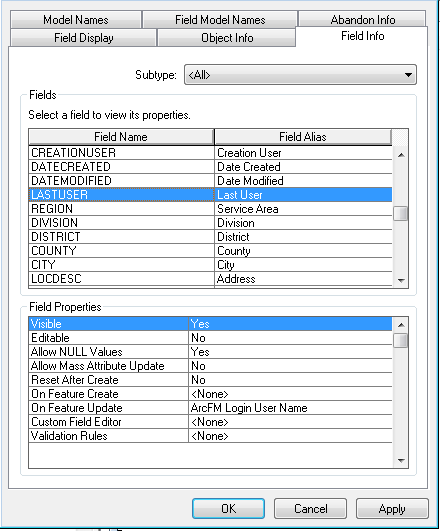 Model Names Field Model Names Abandon Info
Field Display Object Info Field Info
Subtype: <All>
Fields
Select a field to view its properties.
Field Name Field Alias
CREATIONUSER Creation User
DATECREATED Date Created
DATEMODIFIED Date Modified
LASTUSER Last User
REGION Service Area
DIVISION Division
DISTRICT District
COUNTY County
CITY City
LOCDESC Address
Field Properties
Visible Yes
Editable No
Allow NULL Values Yes
Allow Mass Attribute Update No
Reset After Create No
On Feature Create <None>
On Feature Update ArcFM Login User Name
Custom Field Editor <None>
Validation Rules <None>
OK Cancel Apply